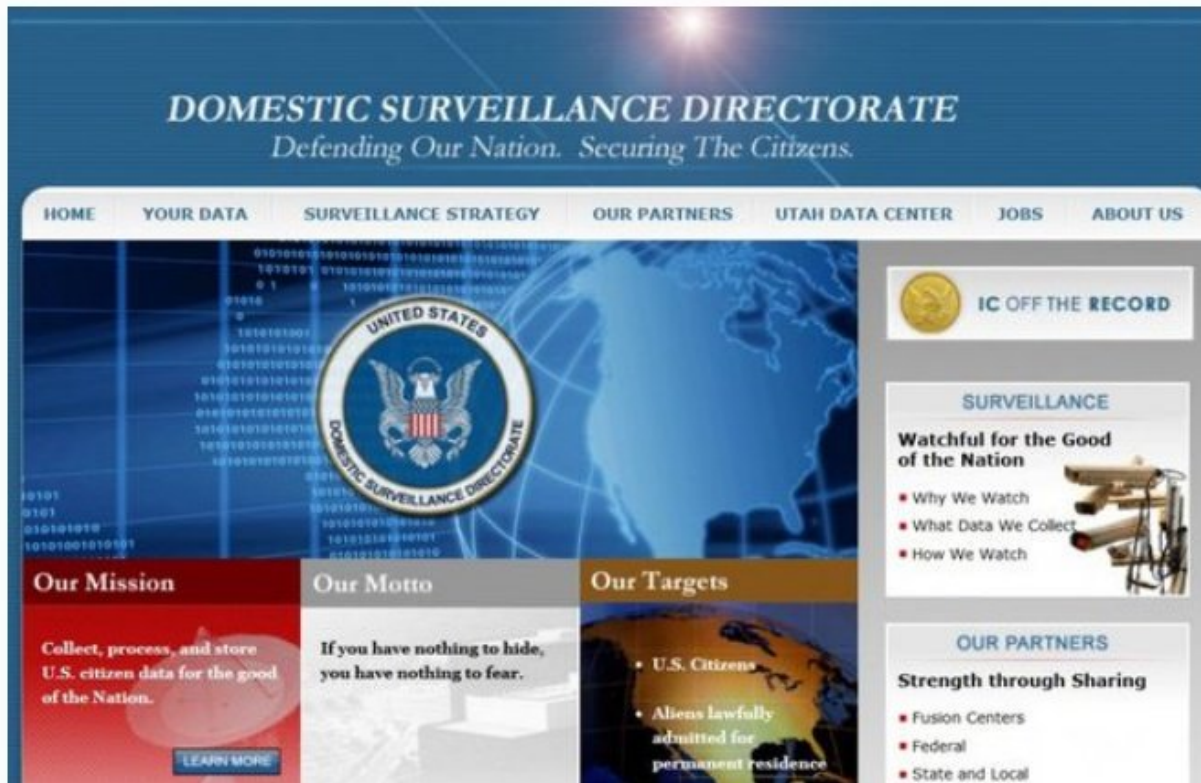 DOMESTIC SURVEILLANCE DIRECTORATE
Defending Our Nation. Securing The Citizens.
HOME YOUR DATA SURVEILLANCE STRATEGY OUR PARTNERS UTAH DATA CENTER JOBS ABOUT US
UNITED STATES
DOMESTIC SURVEILLANCE DIRECTORATE
Our Mission
Collect, process, and store
U.S. citizen data for the good
of the Nation.
LEARN MORE
Our Motto
If you have nothing to hide,
you have nothing to fear.
Our Targets
• U.S. Citizens
• Aliens lawfully
admitted for
permanent residence
IC OFF THE RECORD
SURVEILLANCE
Watchful for the Good
of the Nation
Why We Watch
What Data We Collect
How We Watch
OUR PARTNERS
Strength through Sharing
Fusion Centers
Federal
State and Local